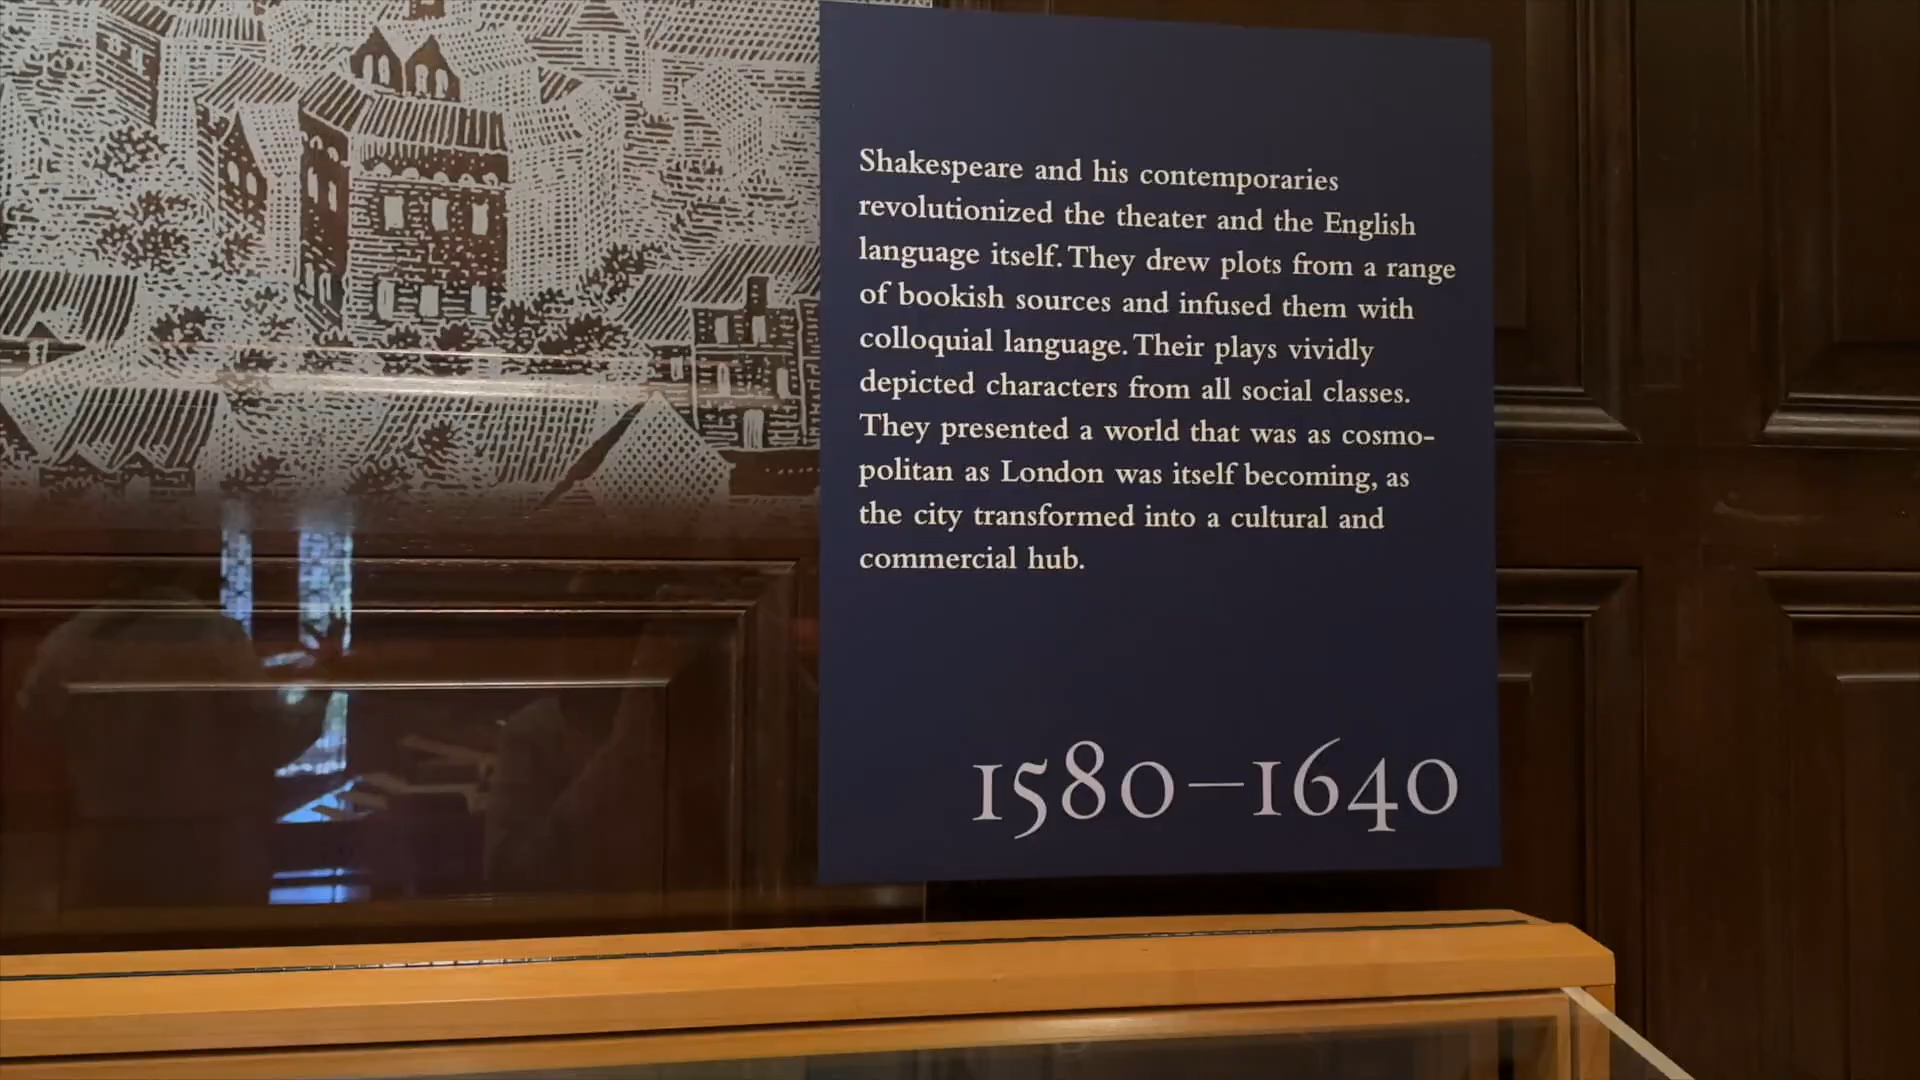 Shakespeare and his contemporaries
revolutionized the theater and the English
language itself. They drew plots from a range
of bookish sources and infused them with
colloquial language. Their plays vividly
depicted characters from all social classes.
They presented a world that was as cosmo-
politan as London was itself becoming, as
the city transformed into a cultural and
commercial hub.
1580–1640